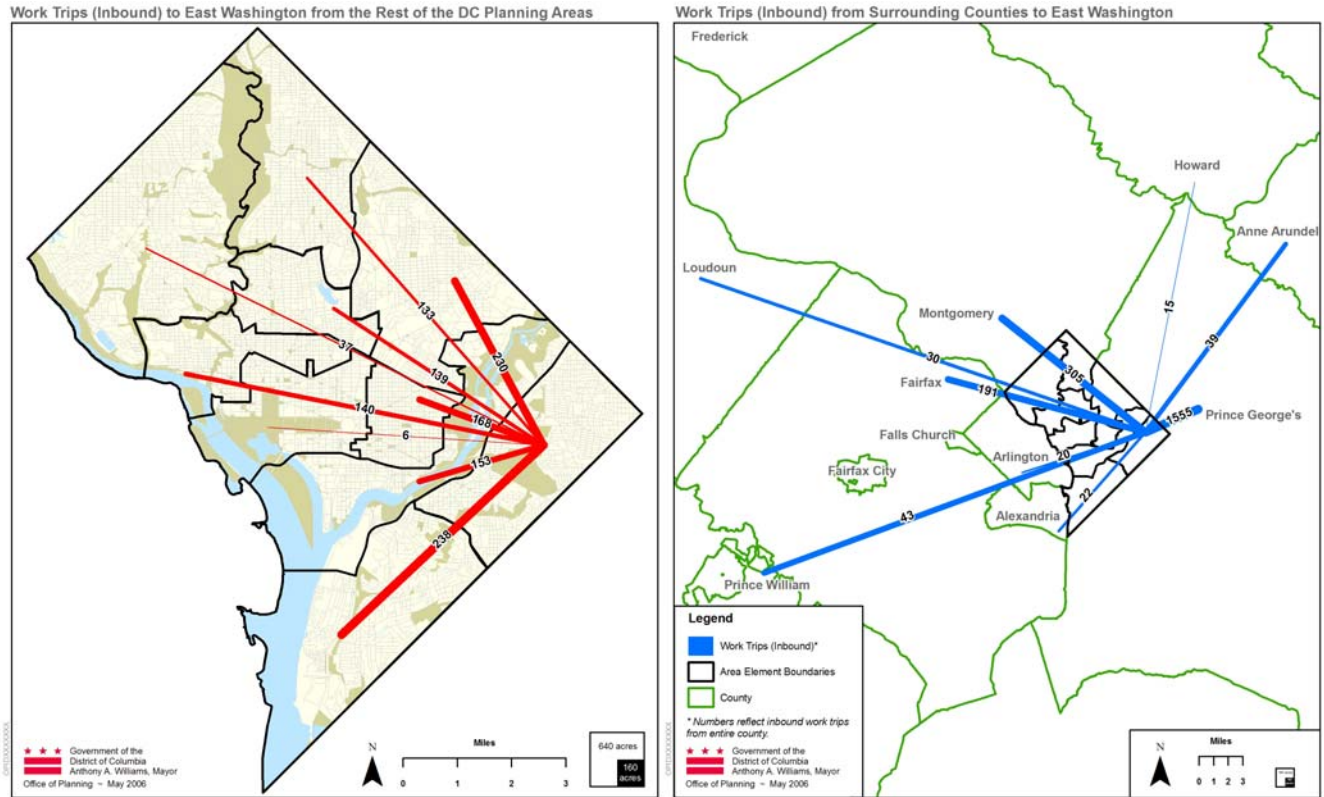 Work Trips (Inbound) to East Washington from the Rest of the DC Planning Areas
133
230
37
139
140
168
6
153
238
Government of the
District of Columbia
Anthony A. Williams, Mayor
Office of Planning ~ May 2006
N
Miles
0 1 2 3
640 acres
160
acres
Work Trips (Inbound) from Surrounding Counties to East Washington
Frederick
Howard
Anne Arundel
Loudoun
Montgomery
15
39
30
305
Fairfax
191
Prince George's
1555
Falls Church
Arlington
20
Fairfax City
22
Alexandria
43
Prince William
Legend
Work Trips (Inbound)*
Area Element Boundaries
County
* Numbers reflect inbound work trips
from entire county.
Government of the
District of Columbia
Anthony A. Williams, Mayor
Office of Planning ~ May 2006
N
Miles
0 1 2 3